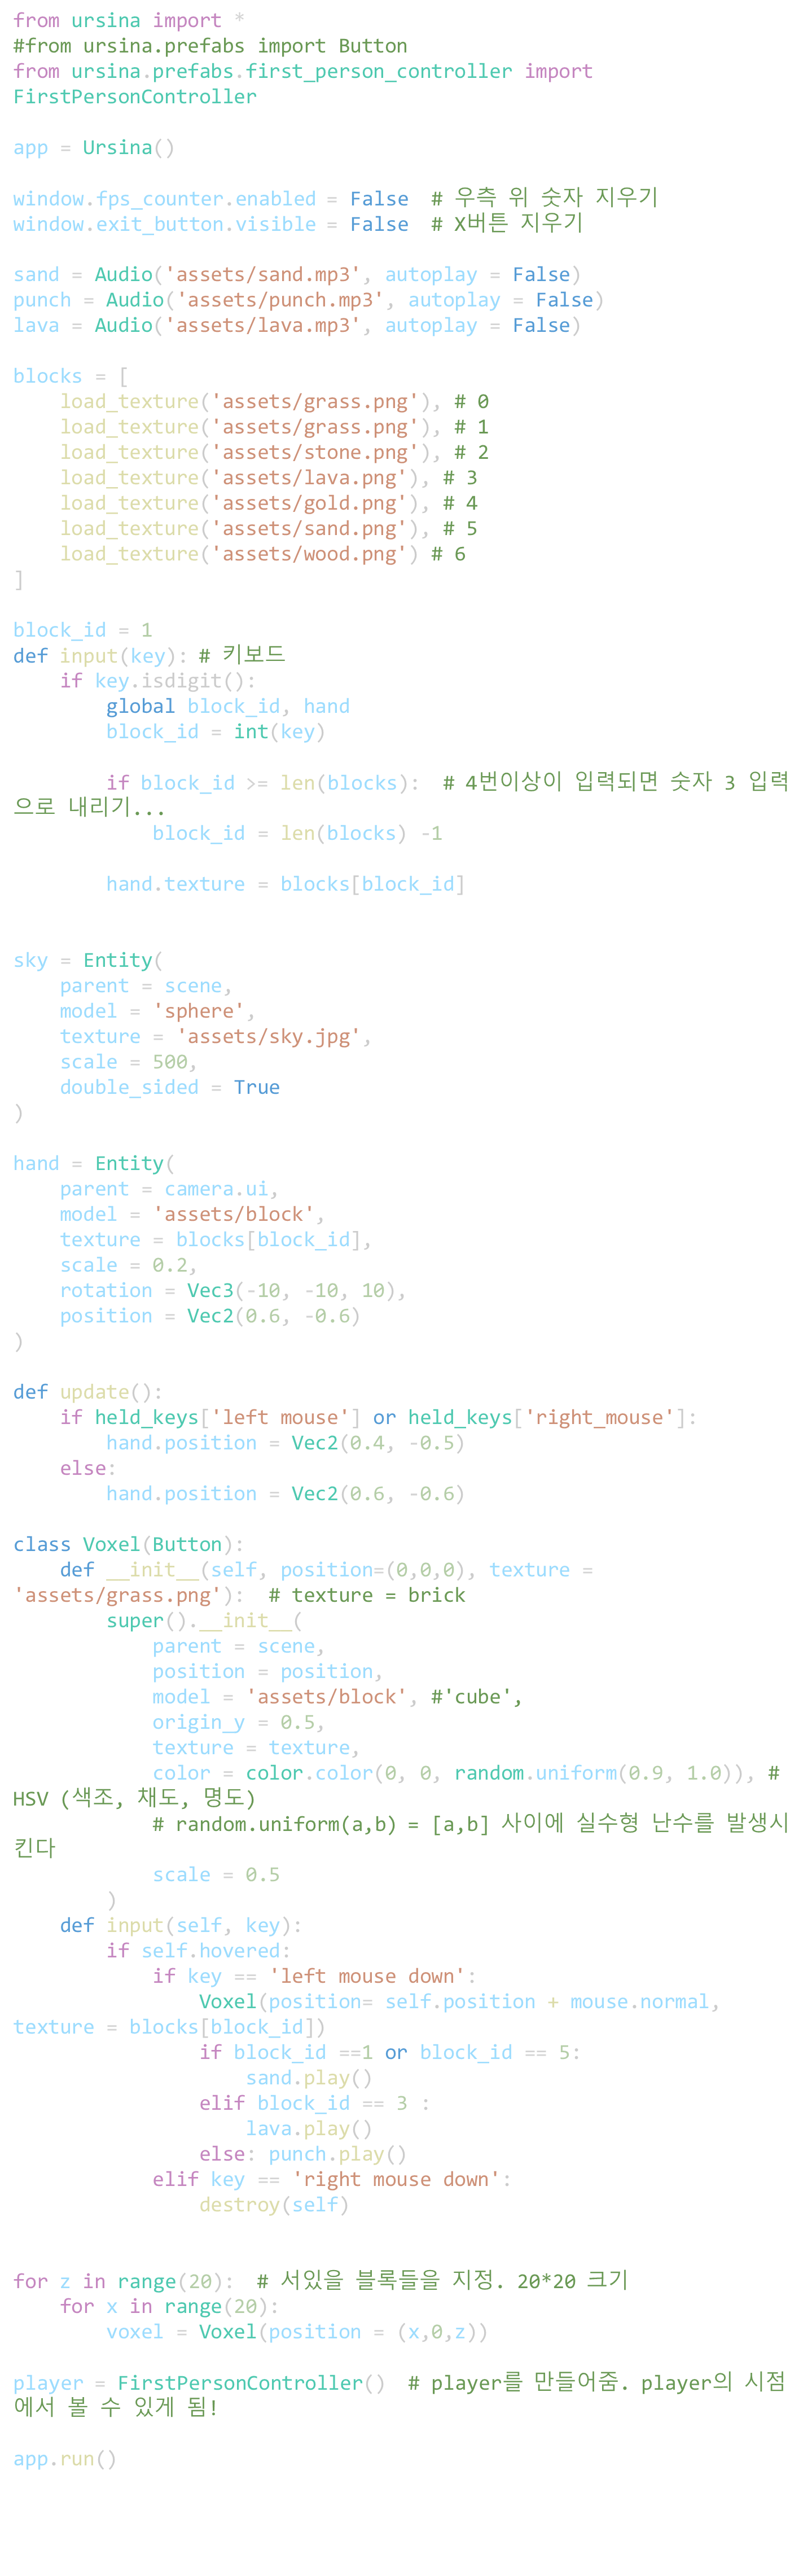 from ursina import *
#from ursina.prefabs import Button
from ursina.prefabs.first_person_controller import
FirstPersonController

app = Ursina()

window.fps_counter.enabled = False  # 우측 위 숫자 지우기
window.exit_button.visible = False  # X버튼 지우기

sand = Audio('assets/sand.mp3', autoplay = False)
punch = Audio('assets/punch.mp3', autoplay = False)
lava = Audio('assets/lava.mp3', autoplay = False)

blocks = [
    load_texture('assets/grass.png'), # 0
    load_texture('assets/grass.png'), # 1
    load_texture('assets/stone.png'), # 2
    load_texture('assets/lava.png'), # 3
    load_texture('assets/gold.png'), # 4
    load_texture('assets/sand.png'), # 5
    load_texture('assets/wood.png') # 6
]

block_id = 1
def input(key): # 키보드
    if key.isdigit():
        global block_id, hand
        block_id = int(key)

        if block_id >= len(blocks):  # 4번이상이 입력되면 숫자 3 입력
으로 내리기...
            block_id = len(blocks) -1

        hand.texture = blocks[block_id]


sky = Entity(
    parent = scene,
    model = 'sphere',
    texture = 'assets/sky.jpg',
    scale = 500,
    double_sided = True
)

hand = Entity(
    parent = camera.ui,
    model = 'assets/block',
    texture = blocks[block_id],
    scale = 0.2,
    rotation = Vec3(-10, -10, 10),
    position = Vec2(0.6, -0.6)
)

def update():
    if held_keys['left mouse'] or held_keys['right_mouse']:
        hand.position = Vec2(0.4, -0.5)
    else:
        hand.position = Vec2(0.6, -0.6)

class Voxel(Button):
    def __init__(self, position=(0,0,0), texture =
'assets/grass.png'):  # texture = brick
        super().__init__(
            parent = scene,
            position = position,
            model = 'assets/block', #'cube',
            origin_y = 0.5,
            texture = texture,
            color = color.color(0, 0, random.uniform(0.9, 1.0)), #
HSV (색조, 채도, 명도)
            # random.uniform(a,b) = [a,b] 사이에 실수형 난수를 발생시
킨다
            scale = 0.5
        )
    def input(self, key):
        if self.hovered:
            if key == 'left mouse down':
                Voxel(position= self.position + mouse.normal,
texture = blocks[block_id])
                if block_id ==1 or block_id == 5:
                    sand.play()
                elif block_id == 3 :
                    lava.play()
                else: punch.play()
            elif key == 'right mouse down':
                destroy(self)


for z in range(20):  # 서있을 블록들을 지정. 20*20 크기
    for x in range(20):
        voxel = Voxel(position = (x,0,z))

player = FirstPersonController()  # player를 만들어줌. player의 시점
에서 볼 수 있게 됨!

app.run()